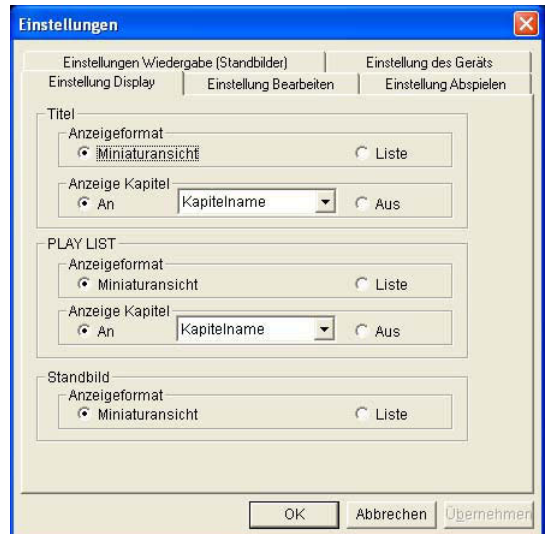 Einstellungen
Einstellungen Wiedergabe (Standbilder) Einstellung des Geräts
Einstellung Display Einstellung Bearbeiten Einstellung Abspielen
Titel
Anzeigeformat
Miniaturansicht Liste
Anzeige Kapitel
An Kapitelname Aus
PLAY LIST
Anzeigeformat
Miniaturansicht Liste
Anzeige Kapitel
An Kapitelname Aus
Standbild
Anzeigeformat
Miniaturansicht Liste
OK Abbrechen Übernehmen